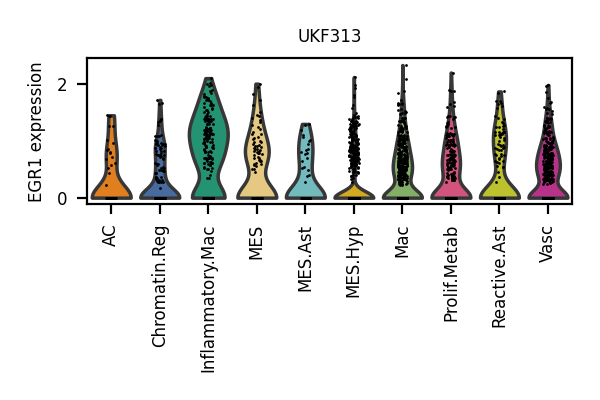 UKF313
EGR1 expression
2
0
AC
Chromatin.Reg
Inflammatory.Mac
MES
MES.Ast
MES.Hyp
Mac
Prolif.Metab
Reactive.Ast
Vasc